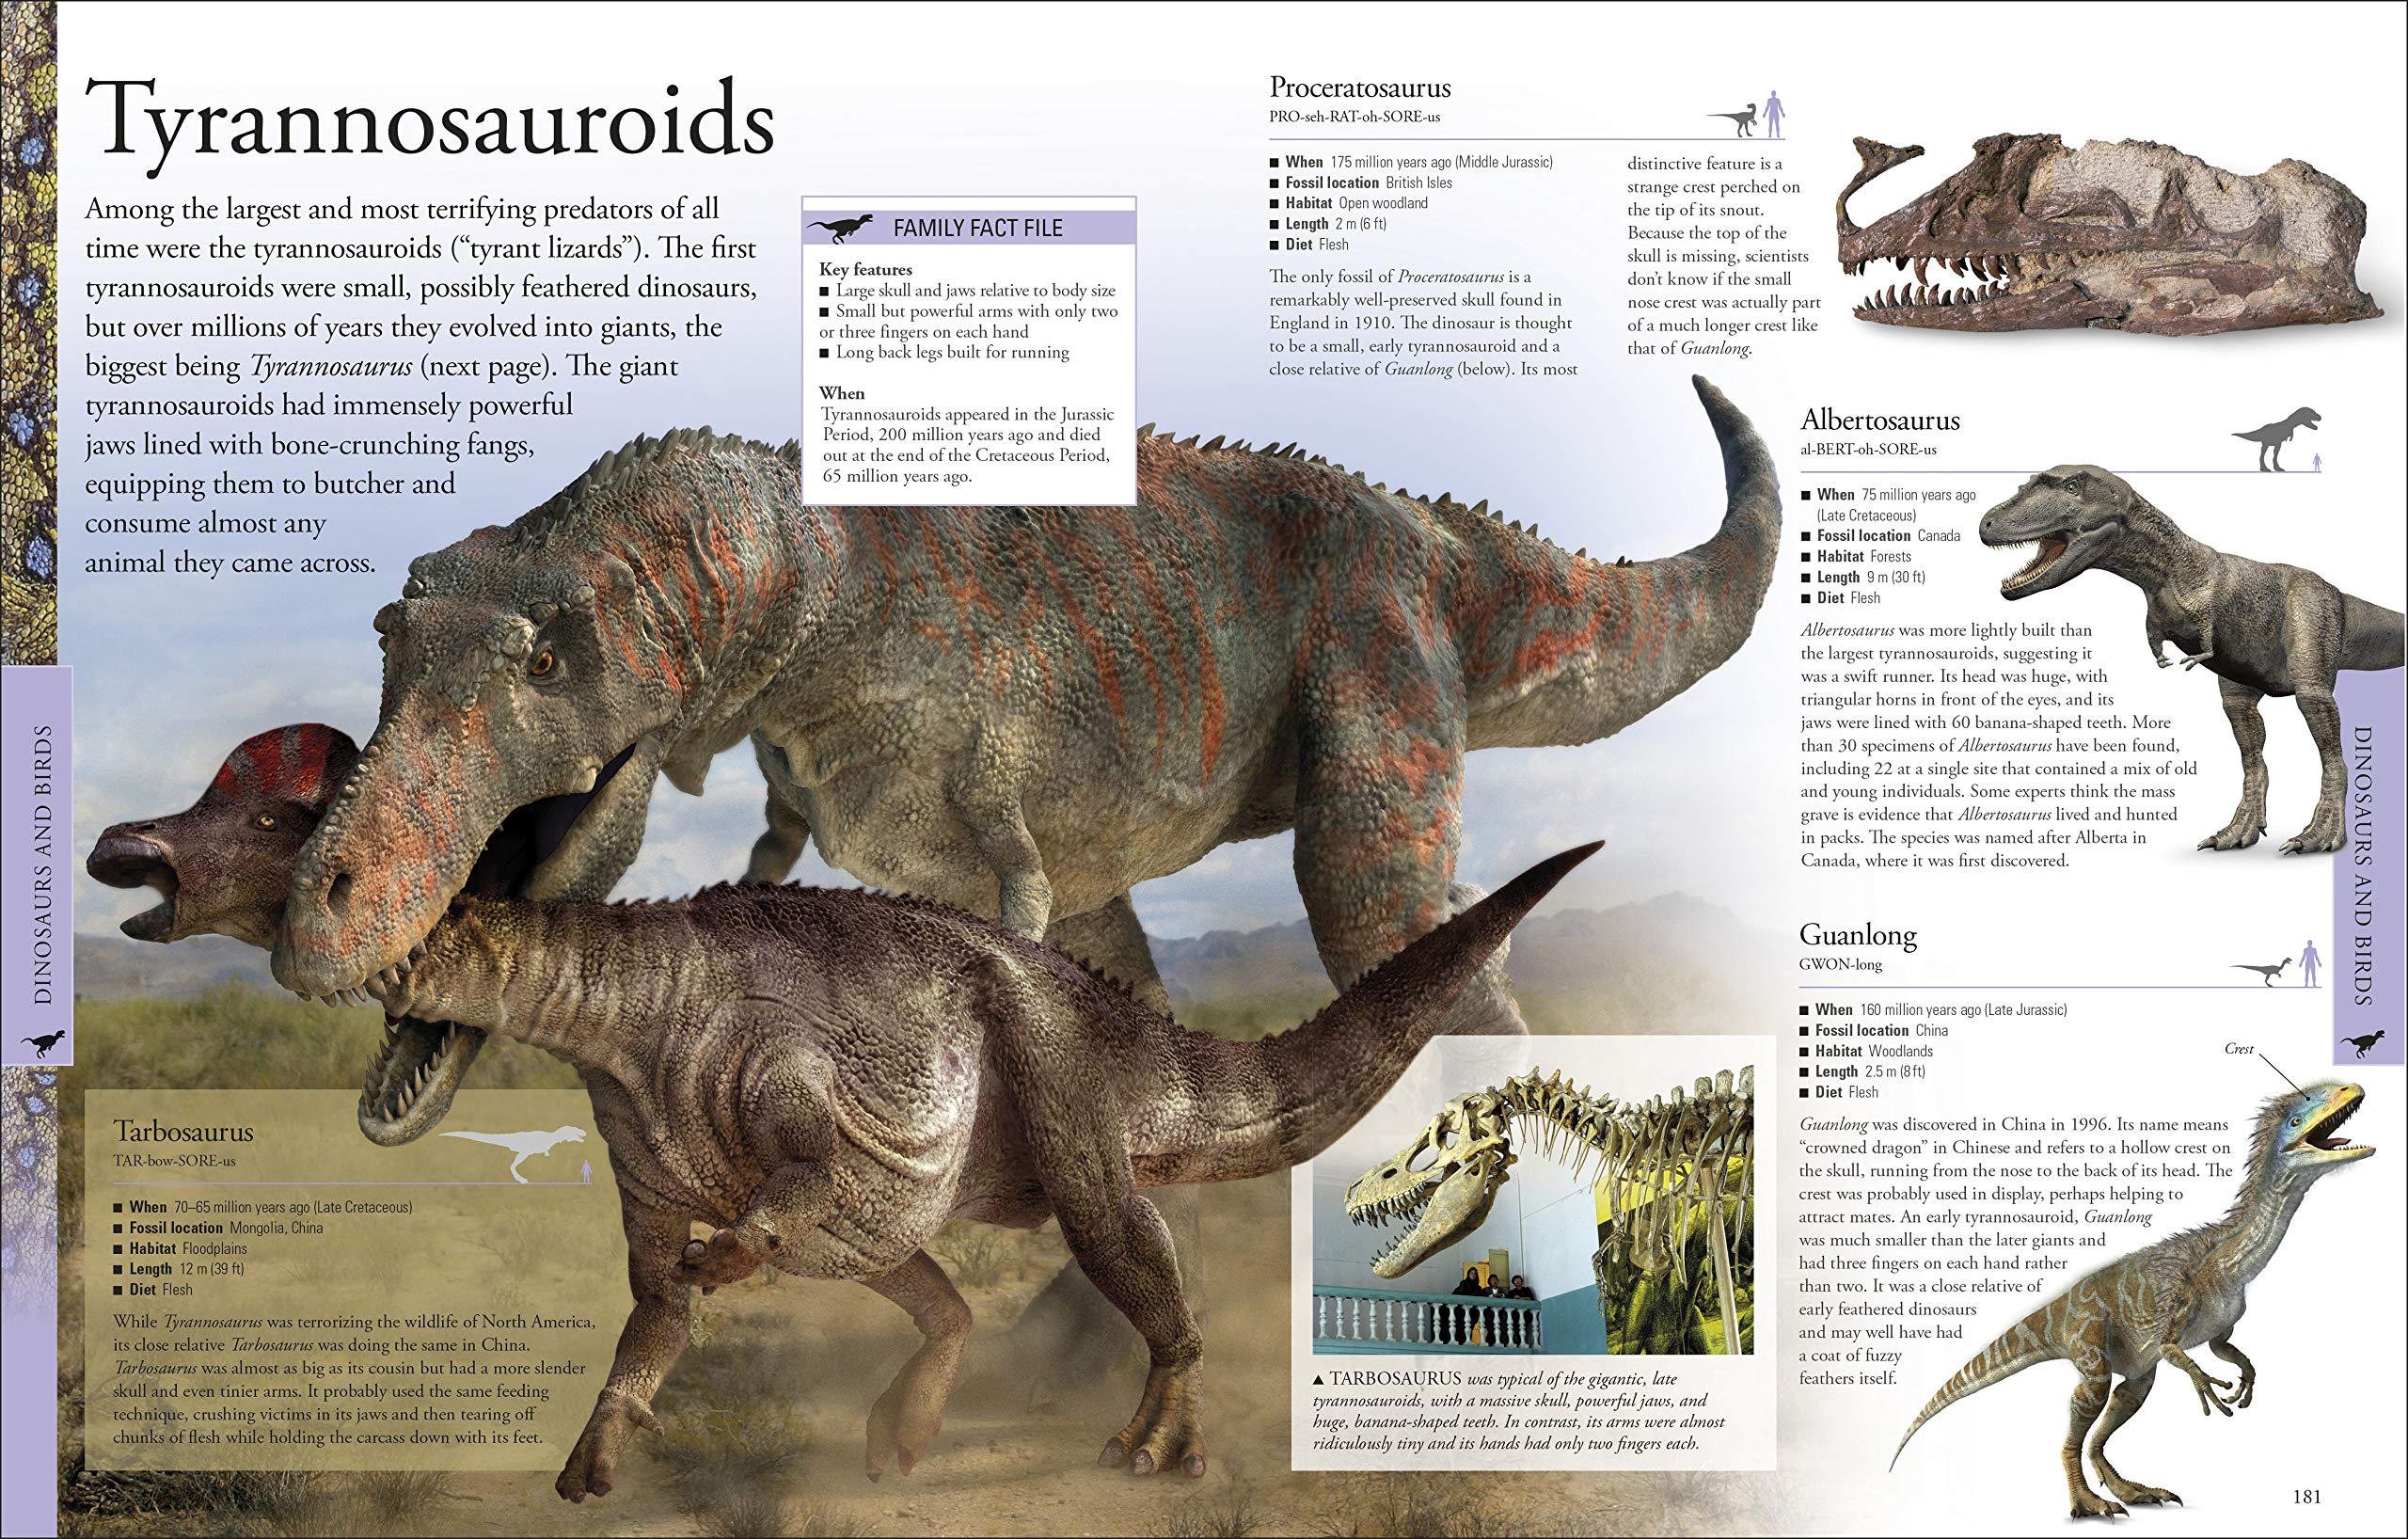 Tyrannosauroids
Among the largest and most terrifying predators of all
time were the tyrannosauroids (“tyrant lizards”). The first
tyrannosauroids were small, possibly feathered dinosaurs,
but over millions of years they evolved into giants, the
biggest being Tyrannosaurus (next page). The giant
tyrannosauroids had immensely powerful
jaws lined with bone-crunching fangs,
equipping them to butcher and
consume almost any
animal they came across.
FAMILY FACT FILE
Key features
■ Large skull and jaws relative to body size
■ Small but powerful arms with only two
or three fingers on each hand
■ Long back legs built for running
When
Tyrannosauroids appeared in the Jurassic
Period, 200 million years ago and died
out at the end of the Cretaceous Period,
65 million years ago.
DINOSAURS AND BIRDS
Tarbosaurus
TAR-bow-SORE-us
■ When 70–65 million years ago (Late Cretaceous)
■ Fossil location Mongolia, China
■ Habitat Floodplains
■ Length 12 m (39 ft)
■ Diet Flesh
While Tyrannosaurus was terrorizing the wildlife of North America,
its close relative Tarbosaurus was doing the same in China.
Tarbosaurus was almost as big as its cousin but had a more slender
skull and even tinier arms. It probably used the same feeding
technique, crushing victims in its jaws and then tearing off
chunks of flesh while holding the carcass down with its feet.
Proceratosaurus
PRO-seh-RAT-oh-SORE-us
■ When 175 million years ago (Middle Jurassic)
■ Fossil location British Isles
■ Habitat Open woodland
■ Length 2 m (6 ft)
■ Diet Flesh
The only fossil of Proceratosaurus is a
remarkably well-preserved skull found in
England in 1910. The dinosaur is thought
to be a small, early tyrannosauroid and a
close relative of Guanlong (below). Its most
distinctive feature is a
strange crest perched on
the tip of its snout.
Because the top of the
skull is missing, scientists
don’t know if the small
nose crest was actually part
of a much longer crest like
that of Guanlong.
Albertosaurus
al-BERT-oh-SORE-us
■ When 75 million years ago
(Late Cretaceous)
■ Fossil location Canada
■ Habitat Forests
■ Length 9 m (30 ft)
■ Diet Flesh
Albertosaurus was more lightly built than
the largest tyrannosauroids, suggesting it
was a swift runner. Its head was huge, with
triangular horns in front of the eyes, and its
jaws were lined with 60 banana-shaped teeth. More
than 30 specimens of Albertosaurus have been found,
including 22 at a single site that contained a mix of old
and young individuals. Some experts think the mass
grave is evidence that Albertosaurus lived and hunted
in packs. The species was named after Alberta in
Canada, where it was first discovered.
Guanlong
GWON-long
■ When 160 million years ago (Late Jurassic)
■ Fossil location China
■ Habitat Woodlands
■ Length 2.5 m (8 ft)
■ Diet Flesh
Guanlong was discovered in China in 1996. Its name means
“crowned dragon” in Chinese and refers to a hollow crest on
the skull, running from the nose to the back of its head. The
crest was probably used in display, perhaps helping to
attract mates. An early tyrannosauroid, Guanlong
was much smaller than the later giants and
had three fingers on each hand rather
than two. It was a close relative of
early feathered dinosaurs
and may well have had
a coat of fuzzy
feathers itself.
Crest
▲ TARBOSAURUS was typical of the gigantic, late
tyrannosauroids, with a massive skull, powerful jaws, and
huge, banana-shaped teeth. In contrast, its arms were almost
ridiculously tiny and its hands had only two fingers each.
DINOSAURS AND BIRDS
181